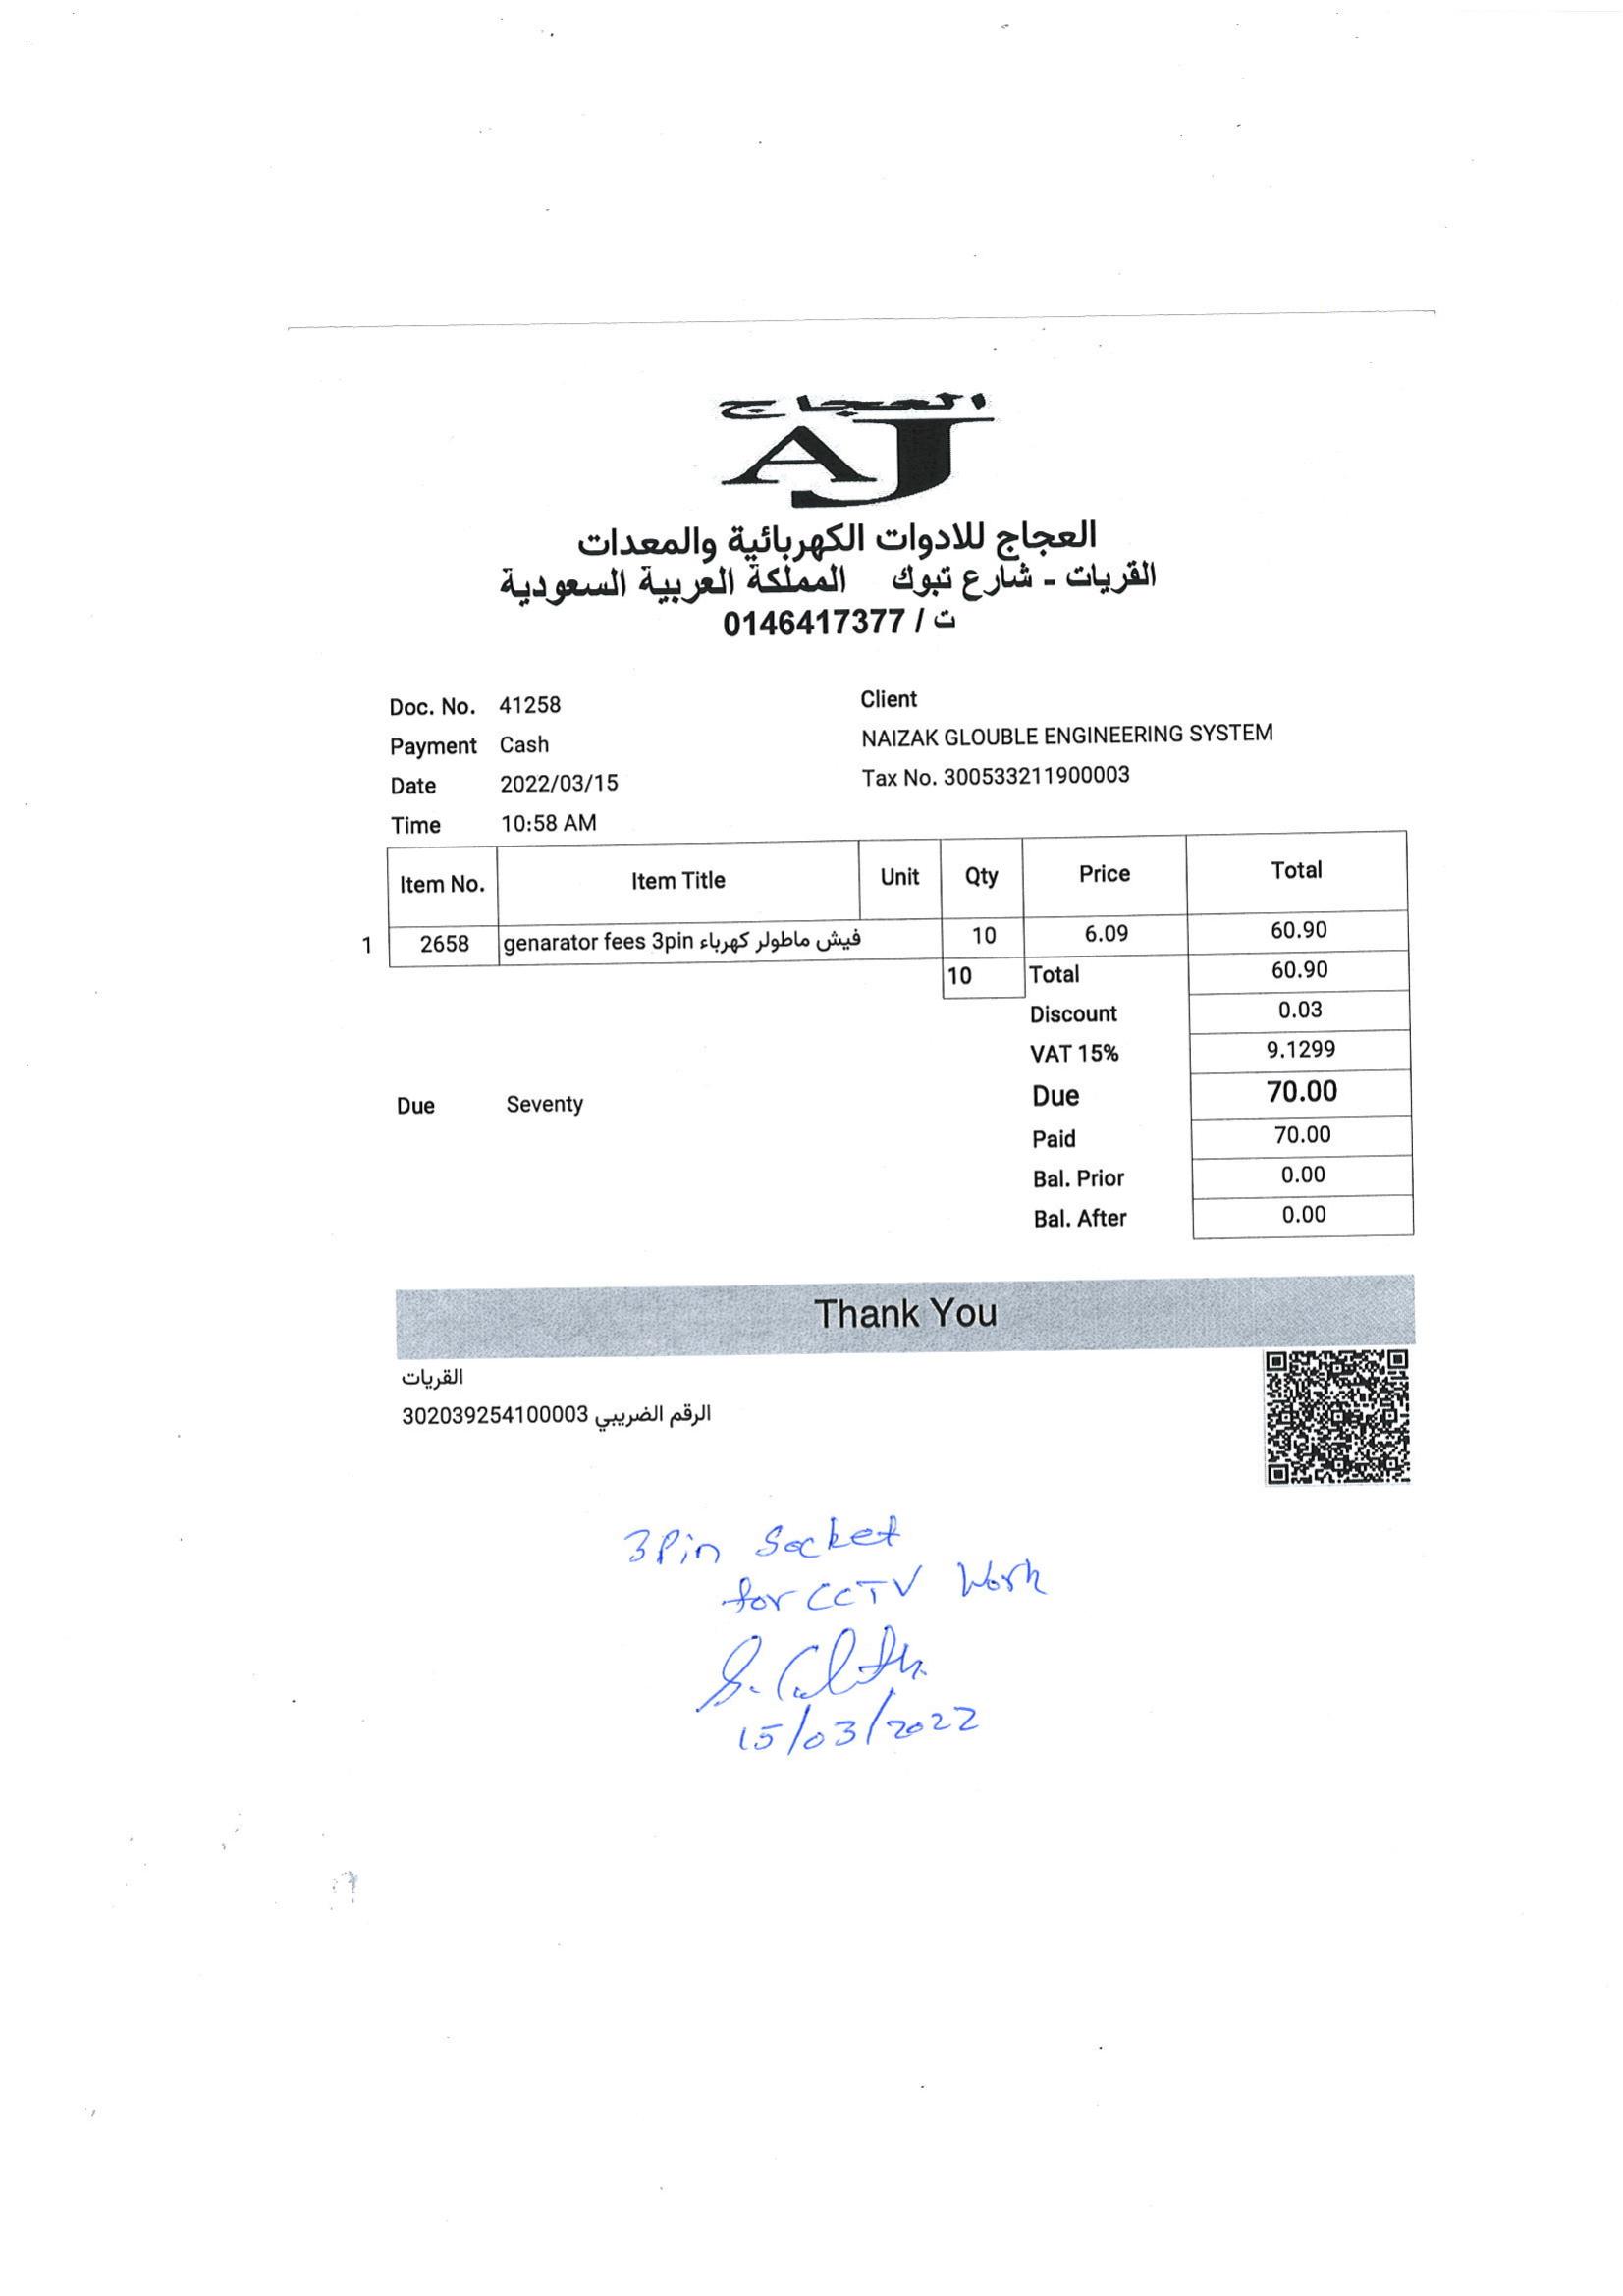 العجاج
AJ
العجاج للادوات الكهربائية والمعدات
القريات - شارع تبوك المملكة العربية السعودية
ت / 0146417377
Doc. No. 41258
Payment Cash
Date 2022/03/15
Time 10:58 AM
Client
NAIZAK GLOUBLE ENGINEERING SYSTEM
Tax No. 300533211900003
Item No. Item Title Unit Qty Price Total
1 2658 genarator fees 3pin فيش ماطولر كهرباء 10 6.09 60.90
10 Total 60.90
Discount 0.03
VAT 15% 9.1299
Due Seventy Due 70.00
Paid 70.00
Bal. Prior 0.00
Bal. After 0.00
Thank You
القريات
الرقم الضريبي 302039254100003
3Pin Socket
for CCTV Work
15/03/2022